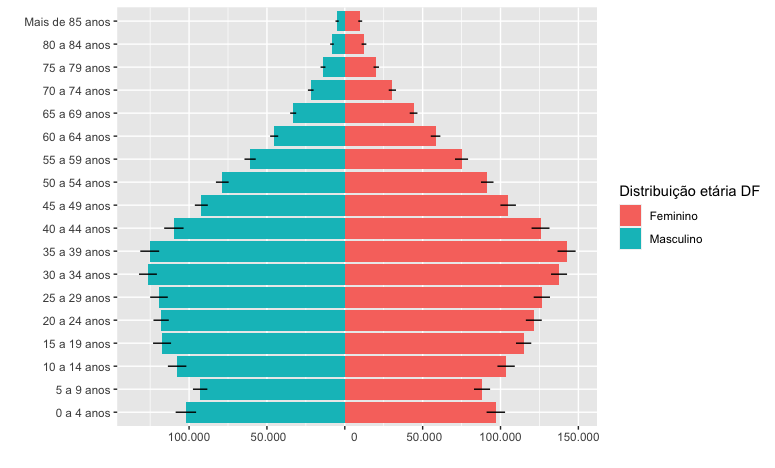 Mais de 85 anos
80 a 84 anos
75 a 79 anos
70 a 74 anos
65 a 69 anos
60 a 64 anos
55 a 59 anos
50 a 54 anos
45 a 49 anos
40 a 44 anos
35 a 39 anos
30 a 34 anos
25 a 29 anos
20 a 24 anos
15 a 19 anos
10 a 14 anos
5 a 9 anos
0 a 4 anos
100.000 50.000 0 50.000 100.000 150.000
Distribuição etária DF
Feminino
Masculino